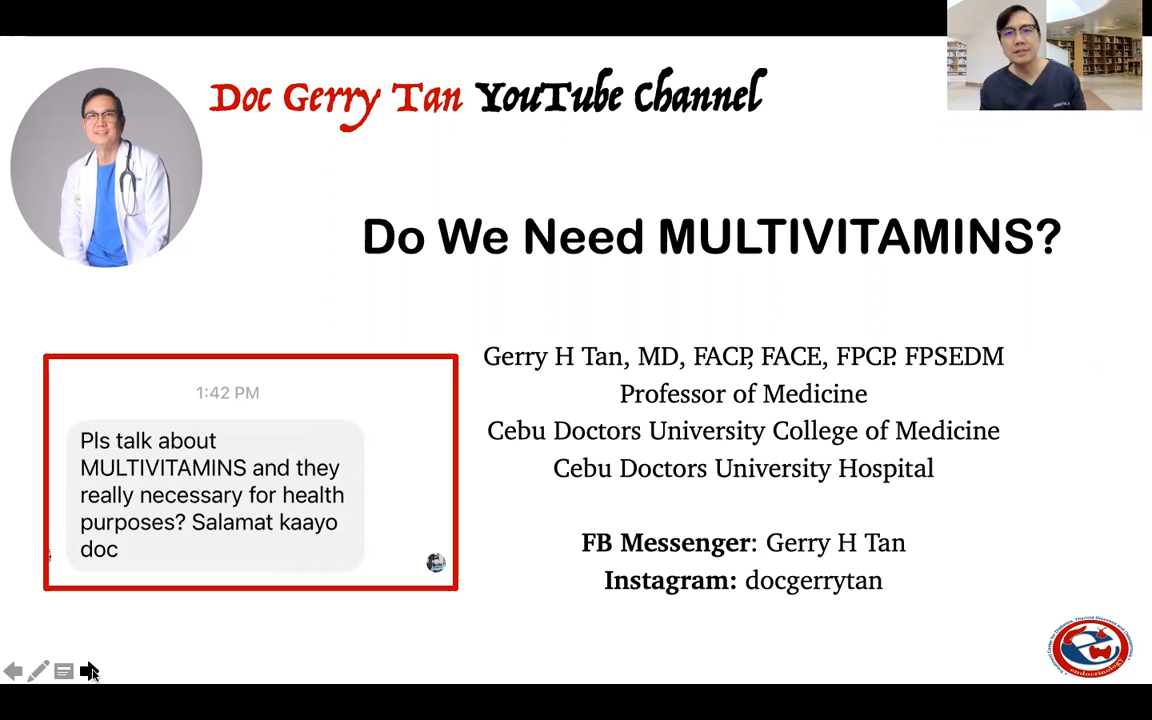 Doc Gerry Tan YouTube Channel
Do We Need MULTIVITAMINS?
1:42 PM
Pls talk about
MULTIVITAMINS and they
really necessary for health
purposes? Salamat kaayo
doc
Gerry H Tan, MD, FACP, FACE, FPCP. FPSEDM
Professor of Medicine
Cebu Doctors University College of Medicine
Cebu Doctors University Hospital
FB Messenger: Gerry H Tan
Instagram: docgerrytan
endocrinology